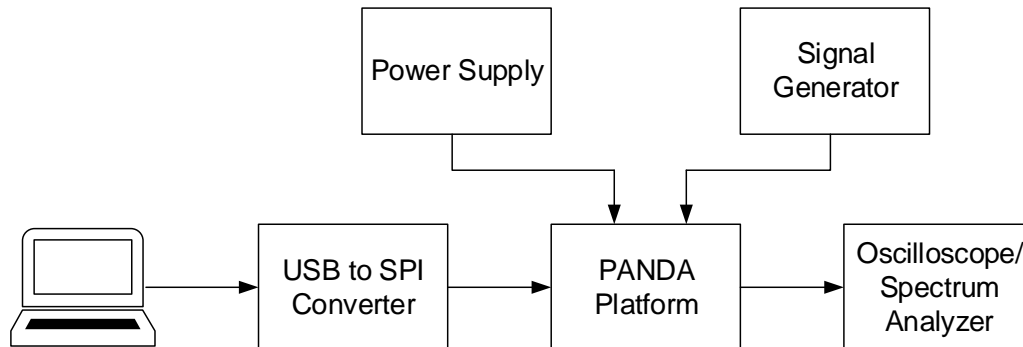 Power Supply
Signal
Generator
USB to SPI
Converter
PANDA
Platform
Oscilloscope/
Spectrum
Analyzer